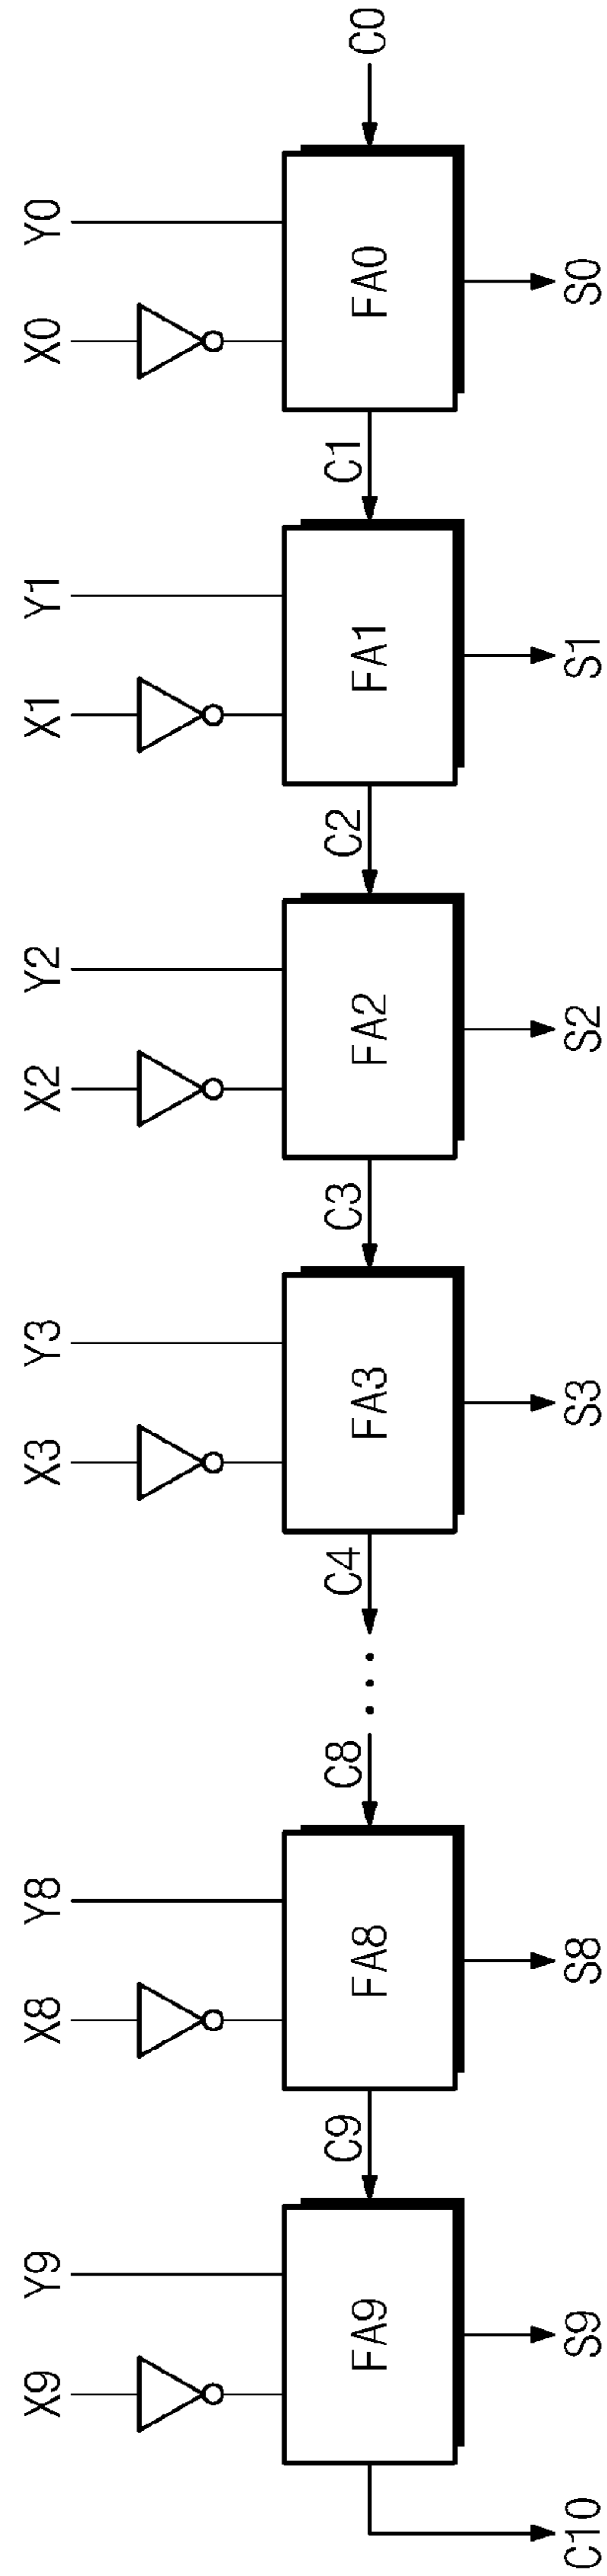 X9 Y9 X8 Y8 X3 Y3 X2 Y2 X1 Y1 X0 Y0
C9 C8 C4 C3 C2 C1
FA9 FA8 ... FA3 FA2 FA1 FA0 C0
C10 S9 S8 S3 S2 S1 S0